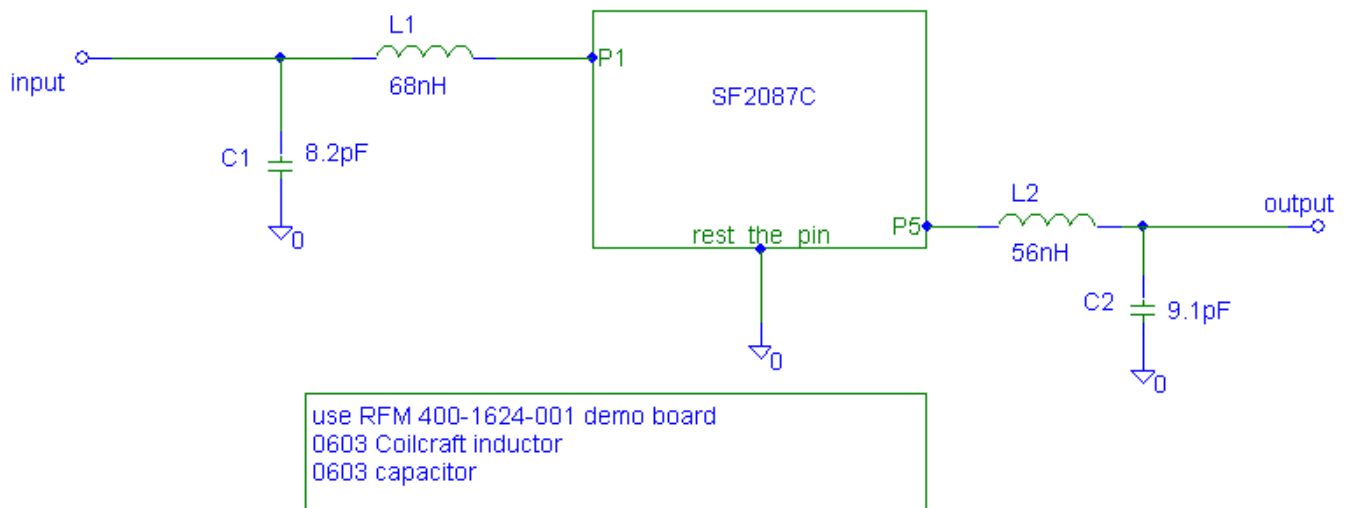 L1
input
68nH
P1
SF2087C
C1
8.2pF
0
rest the pin
P5
L2
output
56nH
C2
9.1pF
0
0
use RFM 400-1624-001 demo board
0603 Coilcraft inductor
0603 capacitor